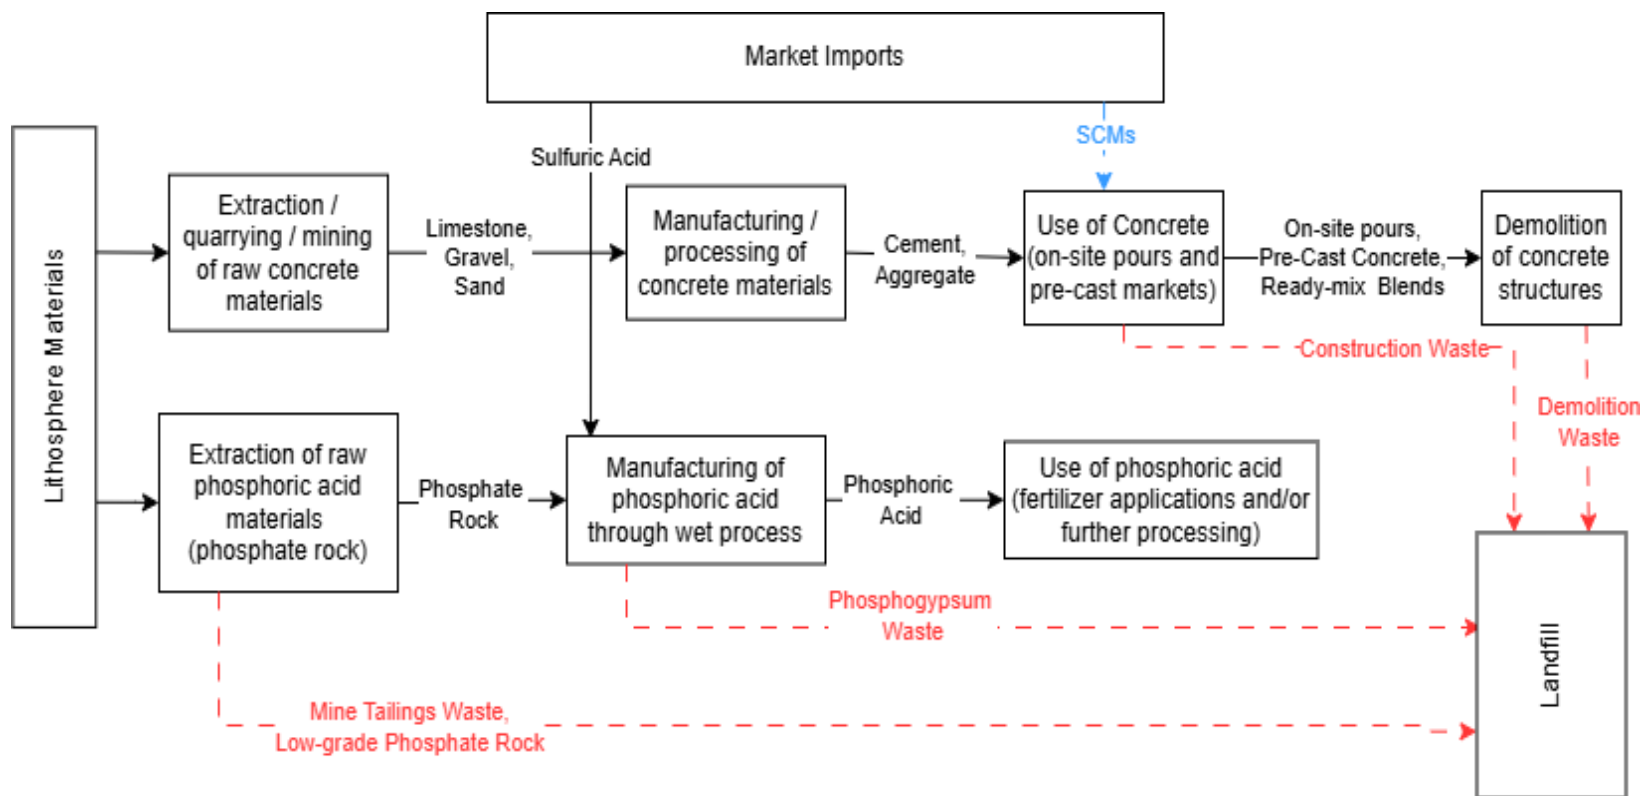 Market Imports
SCMs
Sulfuric Acid
Lithosphere Materials
Extraction /
quarrying / mining
of raw concrete
materials
Limestone,
Gravel,
Sand
Manufacturing /
processing of
concrete materials
Cement,
Aggregate
Use of Concrete
(on-site pours and
pre-cast markets)
On-site pours,
Pre-Cast Concrete,
Ready-mix Blends
Demolition
of concrete
structures
Construction Waste
Demolition
Waste
Extraction of raw
phosphoric acid
materials
(phosphate rock)
Phosphate
Rock
Manufacturing of
phosphoric acid
through wet process
Phosphoric
Acid
Use of phosphoric acid
(fertilizer applications and/or
further processing)
Phosphogypsum
Waste
Mine Tailings Waste,
Low-grade Phosphate Rock
Landfill